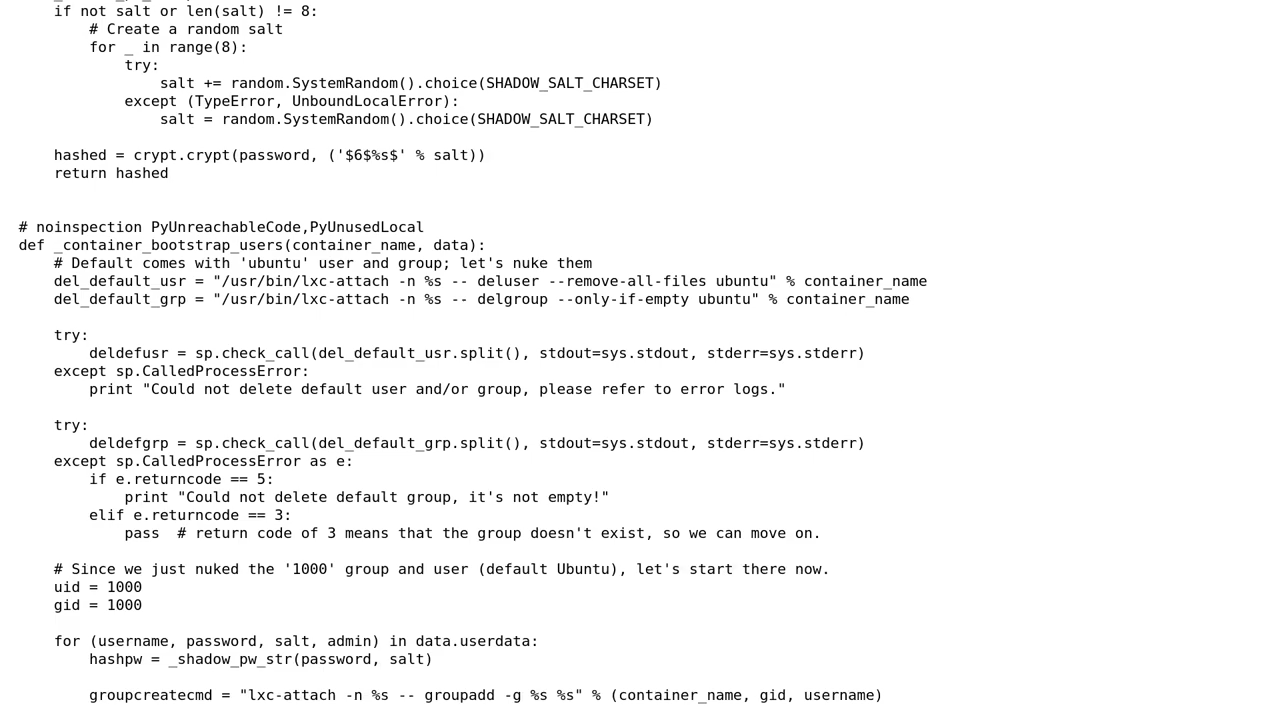 if not salt or len(salt) != 8:
        # Create a random salt
        for _ in range(8):
            try:
                salt += random.SystemRandom().choice(SHADOW_SALT_CHARSET)
            except (TypeError, UnboundLocalError):
                salt = random.SystemRandom().choice(SHADOW_SALT_CHARSET)

    hashed = crypt.crypt(password, ('$6$%s$' % salt))
    return hashed


# noinspection PyUnreachableCode,PyUnusedLocal
def _container_bootstrap_users(container_name, data):
    # Default comes with 'ubuntu' user and group; let's nuke them
    del_default_usr = "/usr/bin/lxc-attach -n %s -- deluser --remove-all-files ubuntu" % container_name
    del_default_grp = "/usr/bin/lxc-attach -n %s -- delgroup --only-if-empty ubuntu" % container_name

    try:
        deldefusr = sp.check_call(del_default_usr.split(), stdout=sys.stdout, stderr=sys.stderr)
    except sp.CalledProcessError:
        print "Could not delete default user and/or group, please refer to error logs."

    try:
        deldefgrp = sp.check_call(del_default_grp.split(), stdout=sys.stdout, stderr=sys.stderr)
    except sp.CalledProcessError as e:
        if e.returncode == 5:
            print "Could not delete default group, it's not empty!"
        elif e.returncode == 3:
            pass  # return code of 3 means that the group doesn't exist, so we can move on.

    # Since we just nuked the '1000' group and user (default Ubuntu), let's start there now.
    uid = 1000
    gid = 1000

    for (username, password, salt, admin) in data.userdata:
        hashpw = _shadow_pw_str(password, salt)

        groupcreatecmd = "lxc-attach -n %s -- groupadd -g %s %s" % (container_name, gid, username)